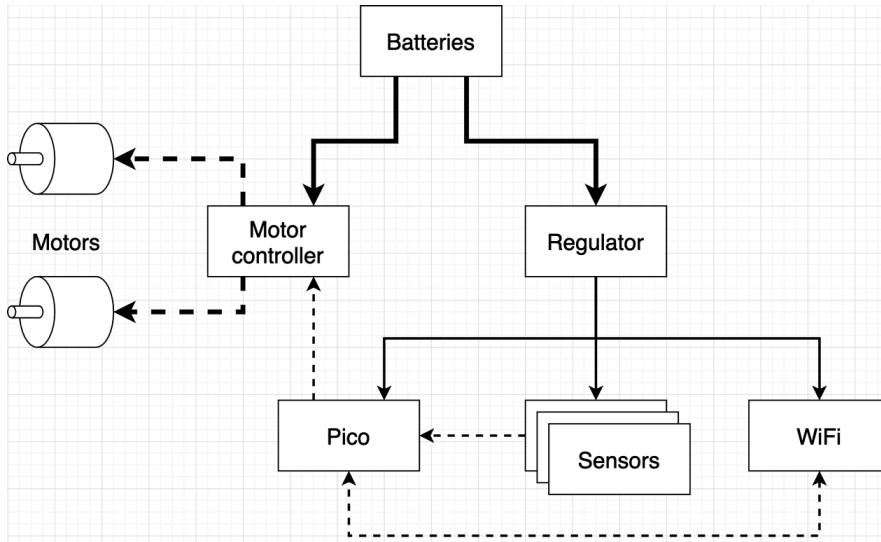 Batteries
Motors
Motor
controller
Regulator
Pico
Sensors
WiFi